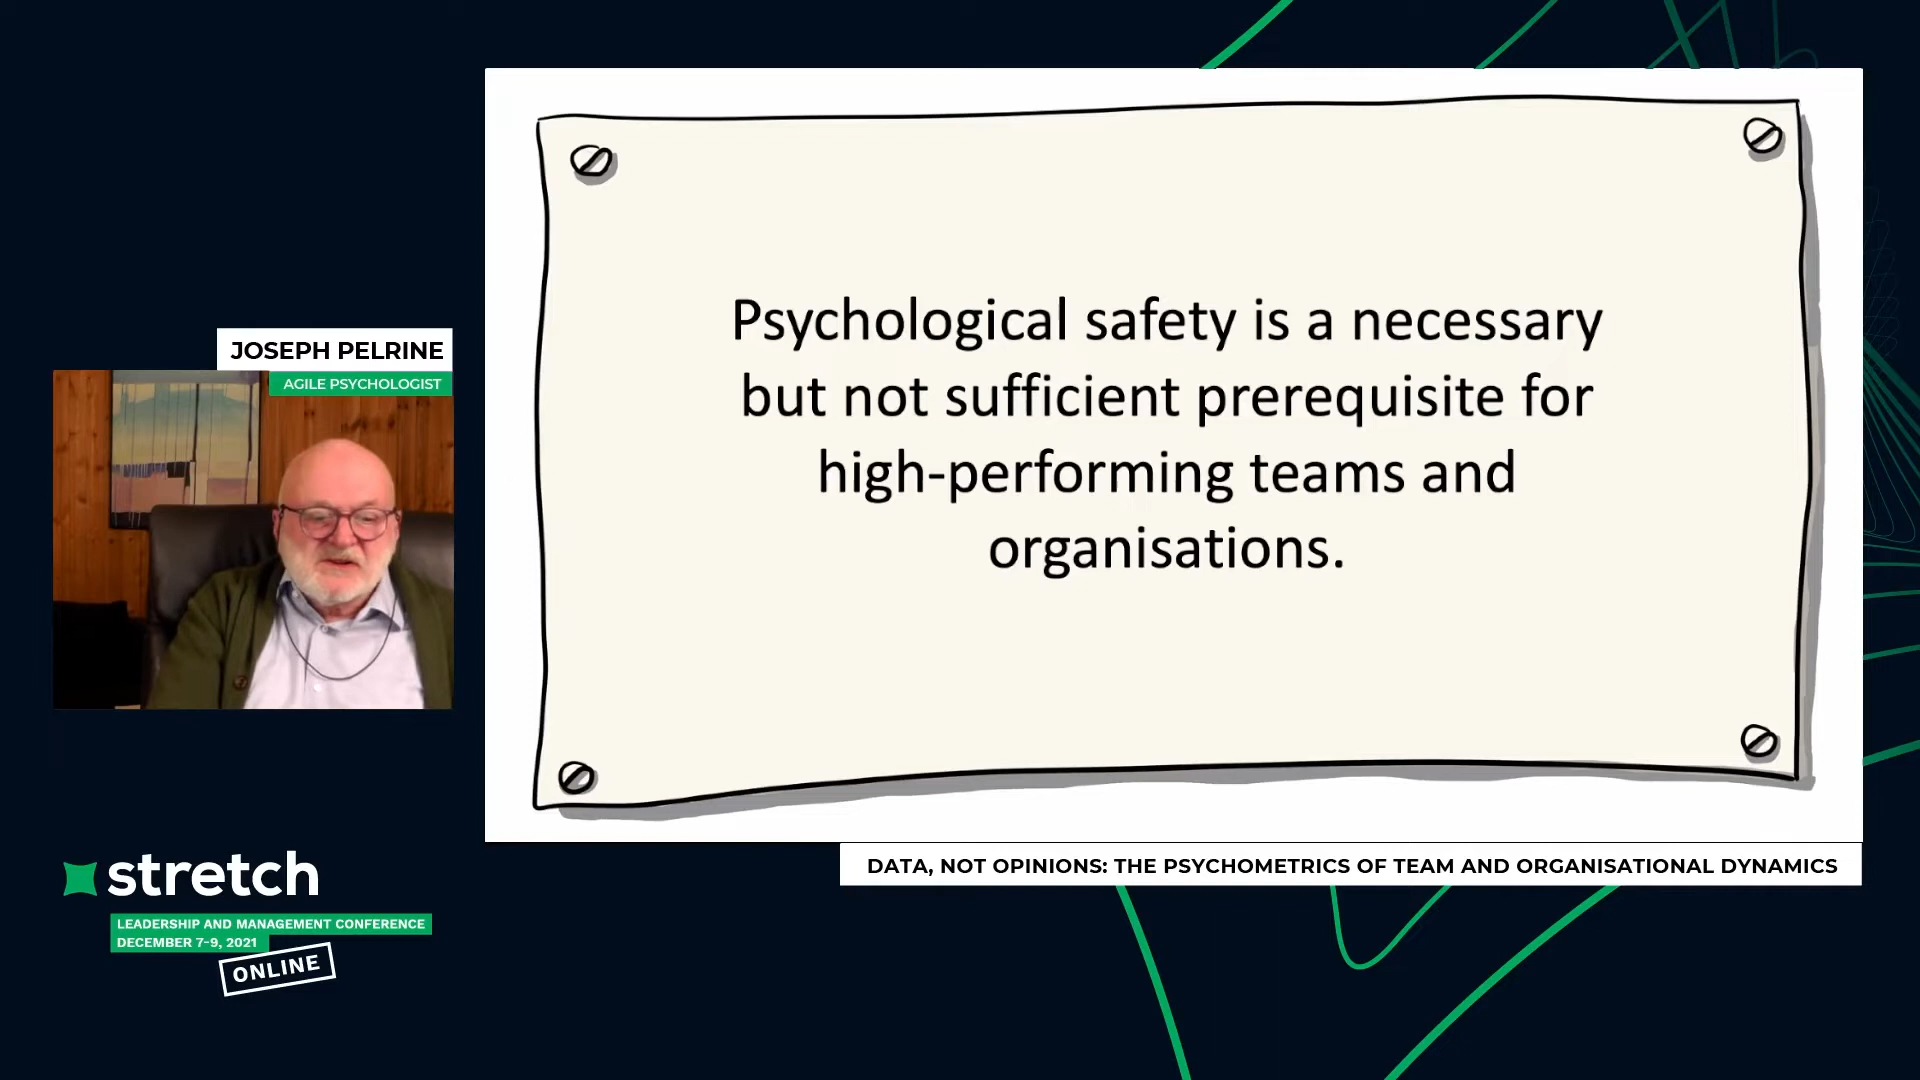 JOSEPH PELRINE
AGILE PSYCHOLOGIST
Psychological safety is a necessary
but not sufficient prerequisite for
high-performing teams and
organisations.
DATA, NOT OPINIONS: THE PSYCHOMETRICS OF TEAM AND ORGANISATIONAL DYNAMICS
stretch
LEADERSHIP AND MANAGEMENT CONFERENCE
DECEMBER 7-9, 2021
ONLINE